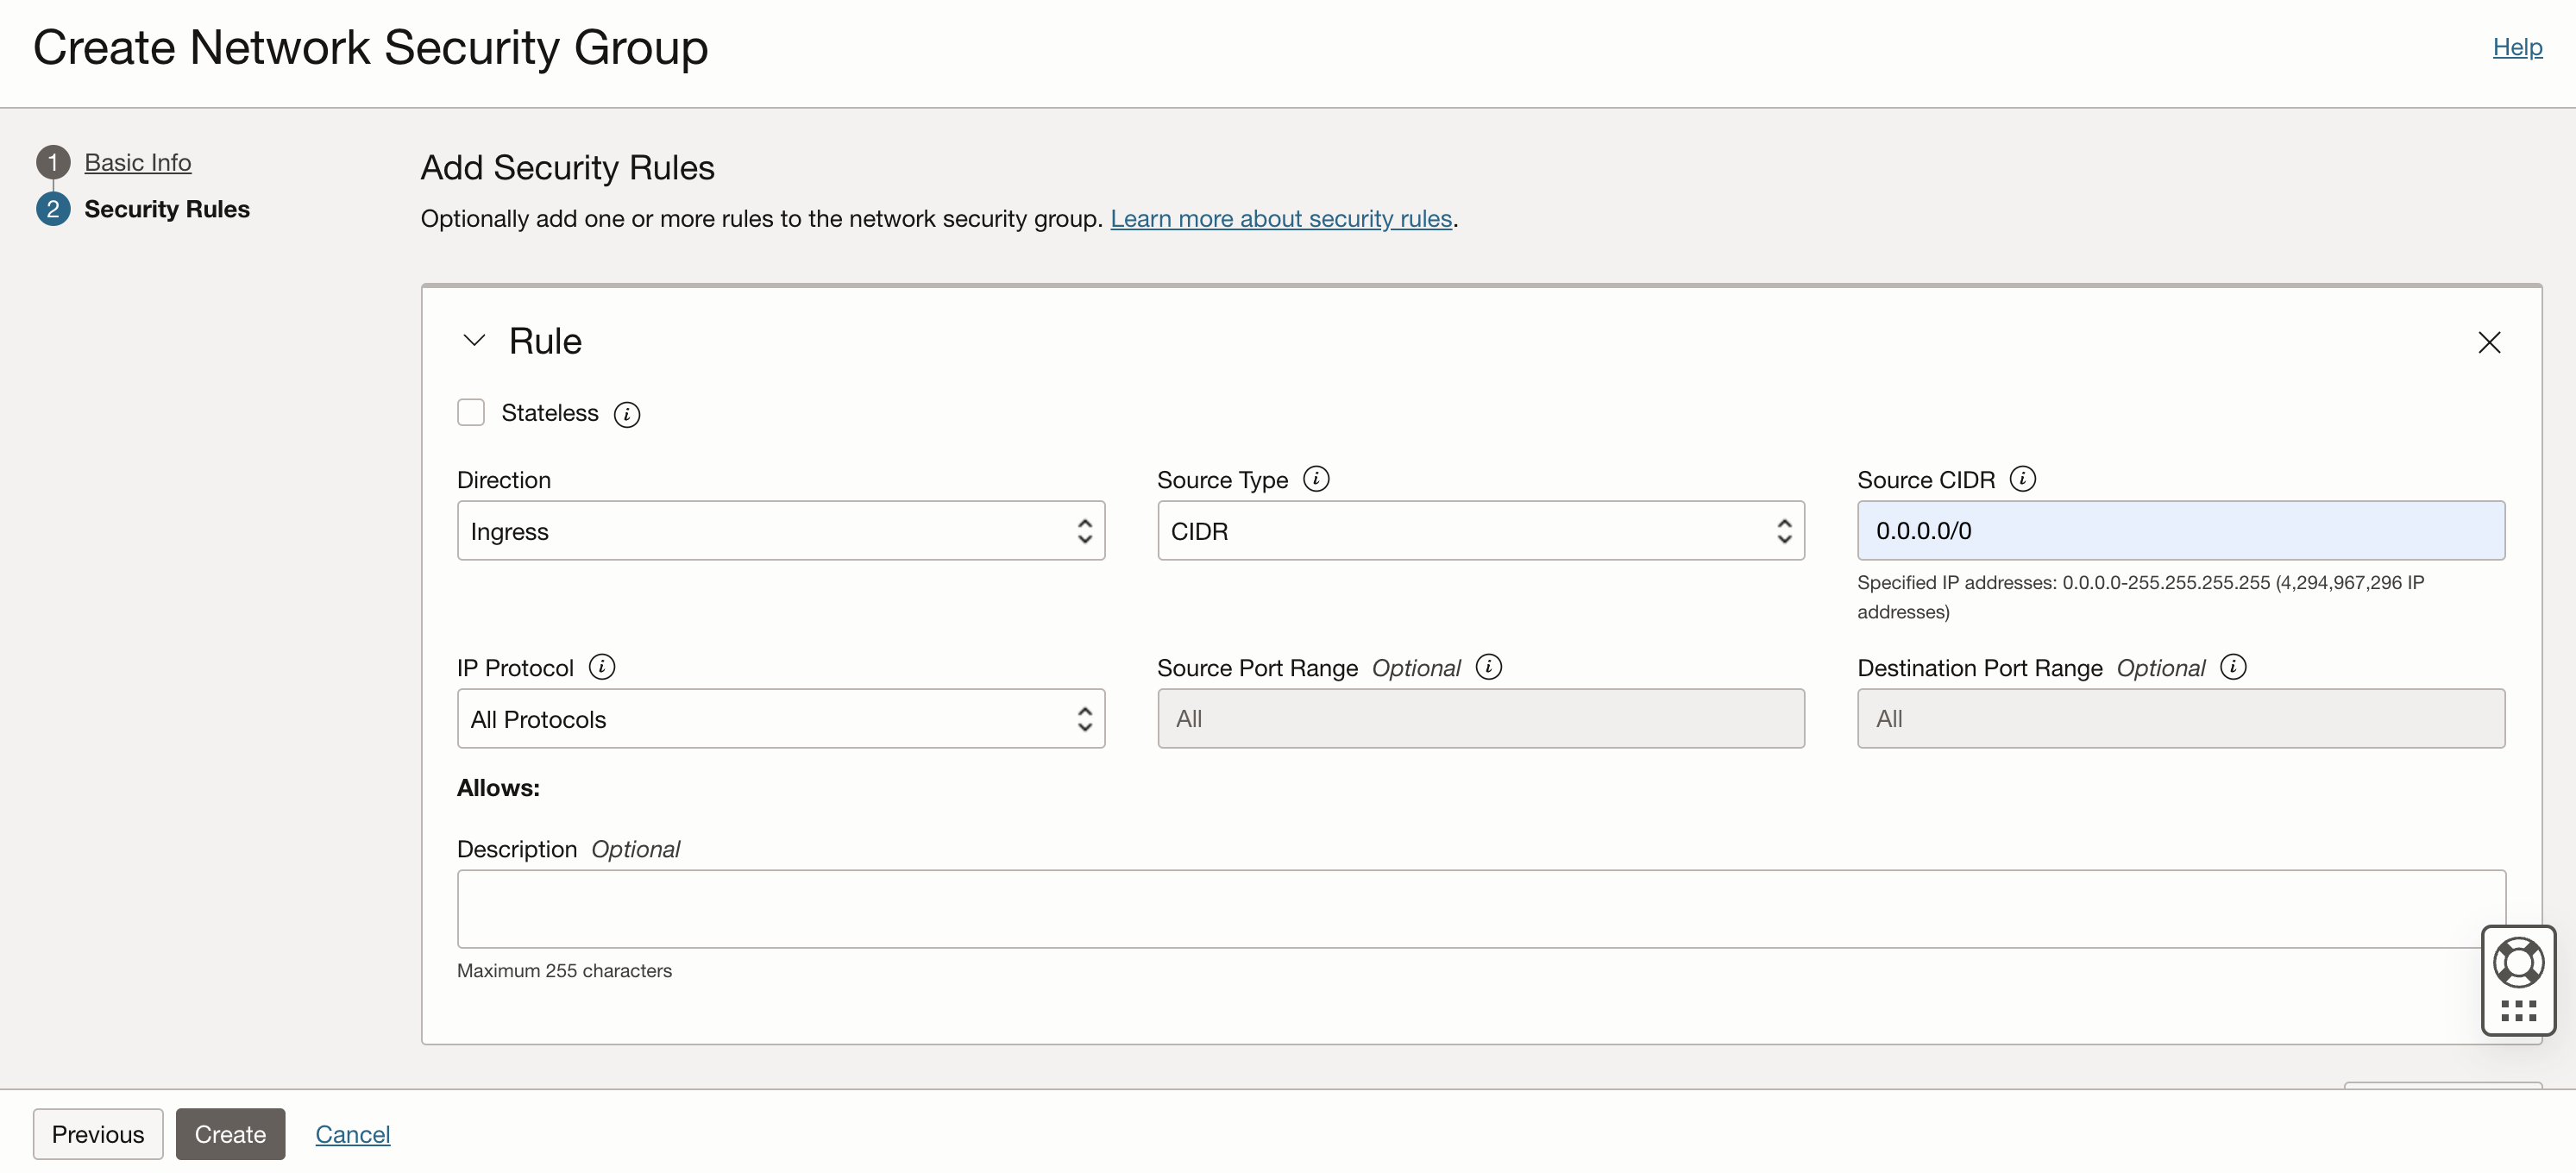 Create Network Security Group
Help
1 Basic Info
2 Security Rules
Add Security Rules
Optionally add one or more rules to the network security group. Learn more about security rules.
Rule
Stateless
Direction
Ingress
Source Type
CIDR
Source CIDR
0.0.0.0/0
Specified IP addresses: 0.0.0.0-255.255.255.255 (4,294,967,296 IP
addresses)
IP Protocol
All Protocols
Source Port Range Optional
All
Destination Port Range Optional
All
Allows:
Description Optional
Maximum 255 characters
Previous
Create
Cancel